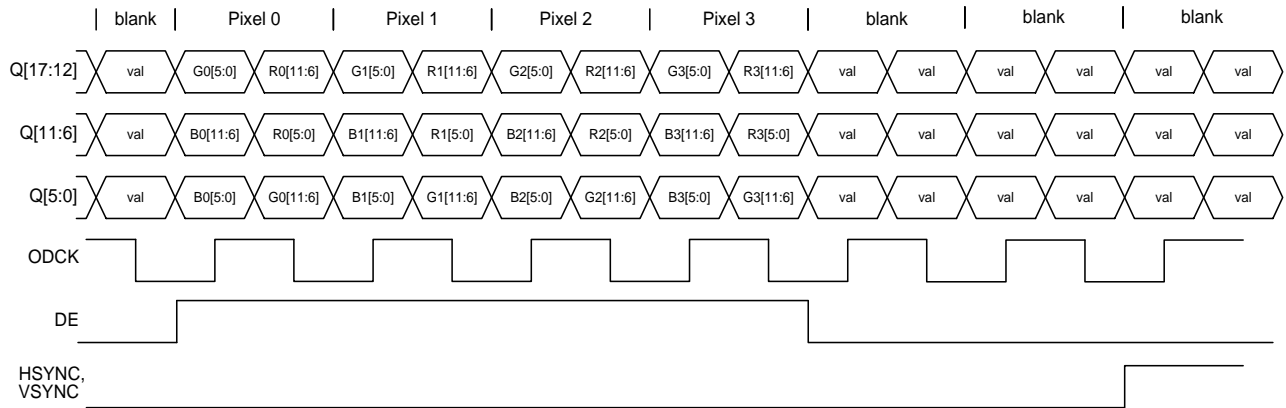 blank Pixel 0 Pixel 1 Pixel 2 Pixel 3 blank blank blank
Q[17:12] val G0[5:0] R0[11:6] G1[5:0] R1[11:6] G2[5:0] R2[11:6] G3[5:0] R3[11:6] val val val val val val
Q[11:6] val B0[11:6] R0[5:0] B1[11:6] R1[5:0] B2[11:6] R2[5:0] B3[11:6] R3[5:0] val val val val val val
Q[5:0] val B0[5:0] G0[11:6] B1[5:0] G1[11:6] B2[5:0] G2[11:6] B3[5:0] G3[11:6] val val val val val val
ODCK
DE
HSYNC,
VSYNC